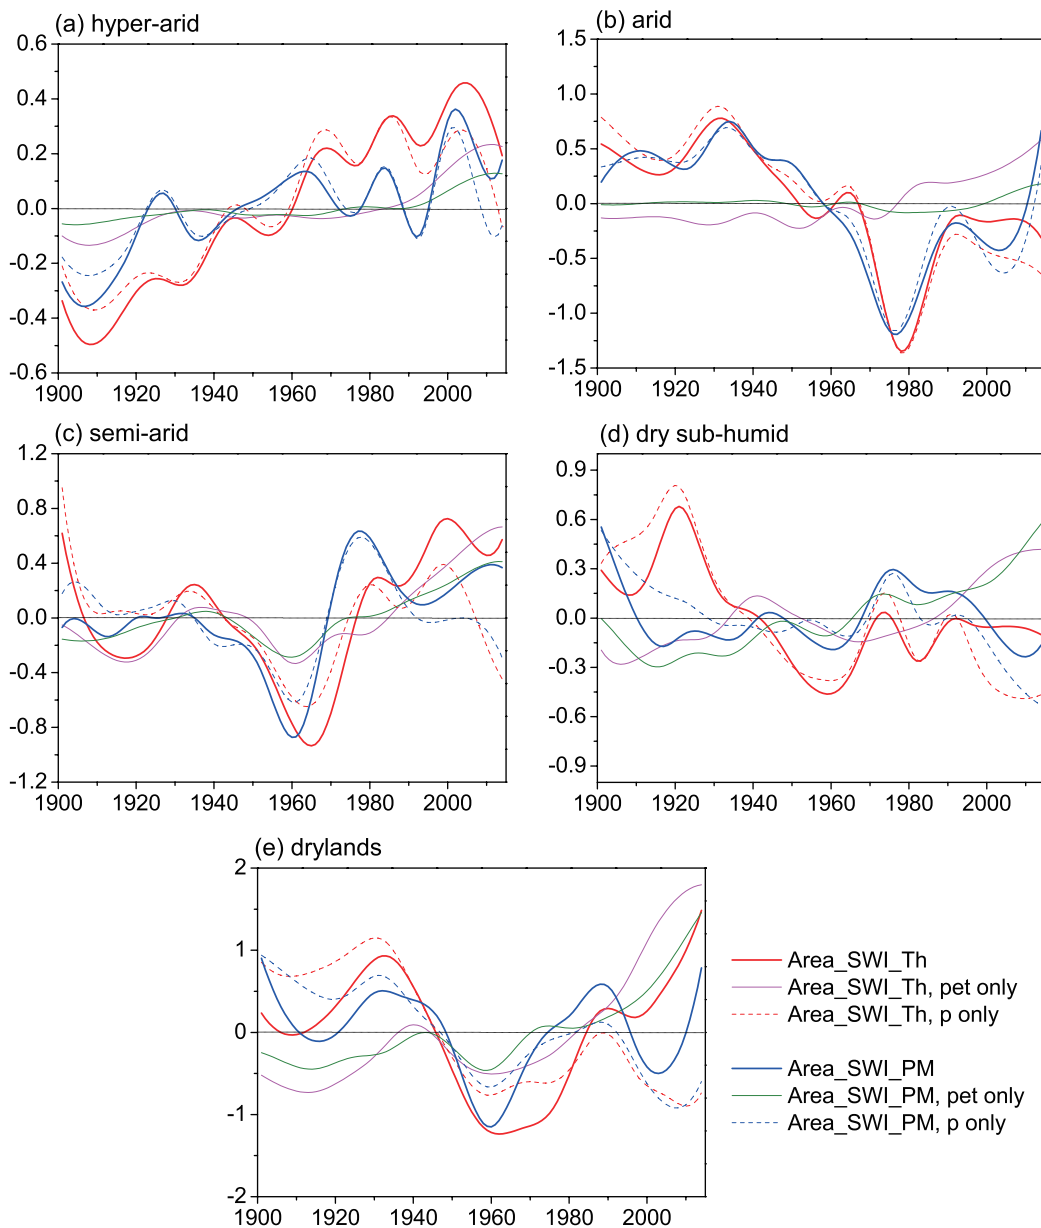 (a) hyper-arid
0.6
0.4
0.2
0.0
-0.2
-0.4
-0.6
1900 1920 1940 1960 1980 2000
(b) arid
1.5
1.0
0.5
0.0
-0.5
-1.0
-1.5
1900 1920 1940 1960 1980 2000
(c) semi-arid
1.2
0.8
0.4
0.0
-0.4
-0.8
-1.2
1900 1920 1940 1960 1980 2000
(d) dry sub-humid
0.9
0.6
0.3
0.0
-0.3
-0.6
-0.9
1900 1920 1940 1960 1980 2000
(e) drylands
2
1
0
-1
-2
1900 1920 1940 1960 1980 2000
Area_SWI_Th
Area_SWI_Th, pet only
Area_SWI_Th, p only
Area_SWI_PM
Area_SWI_PM, pet only
Area_SWI_PM, p only